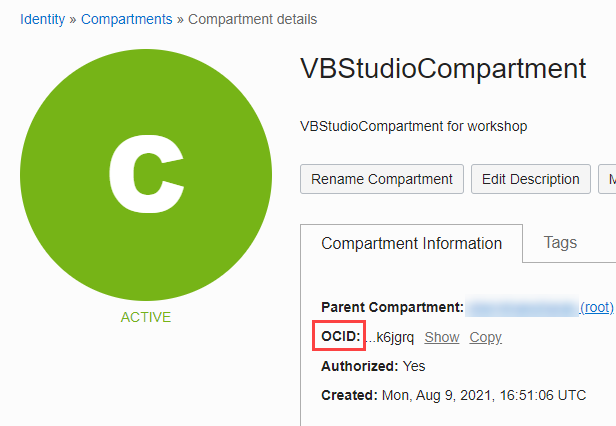 Identity » Compartments » Compartment details
C
ACTIVE
VBStudioCompartment
VBStudioCompartment for workshop
Rename Compartment Edit Description
Compartment Information Tags
Parent Compartment: (root)
OCID: ...k6jgrq Show Copy
Authorized: Yes
Created: Mon, Aug 9, 2021, 16:51:06 UTC